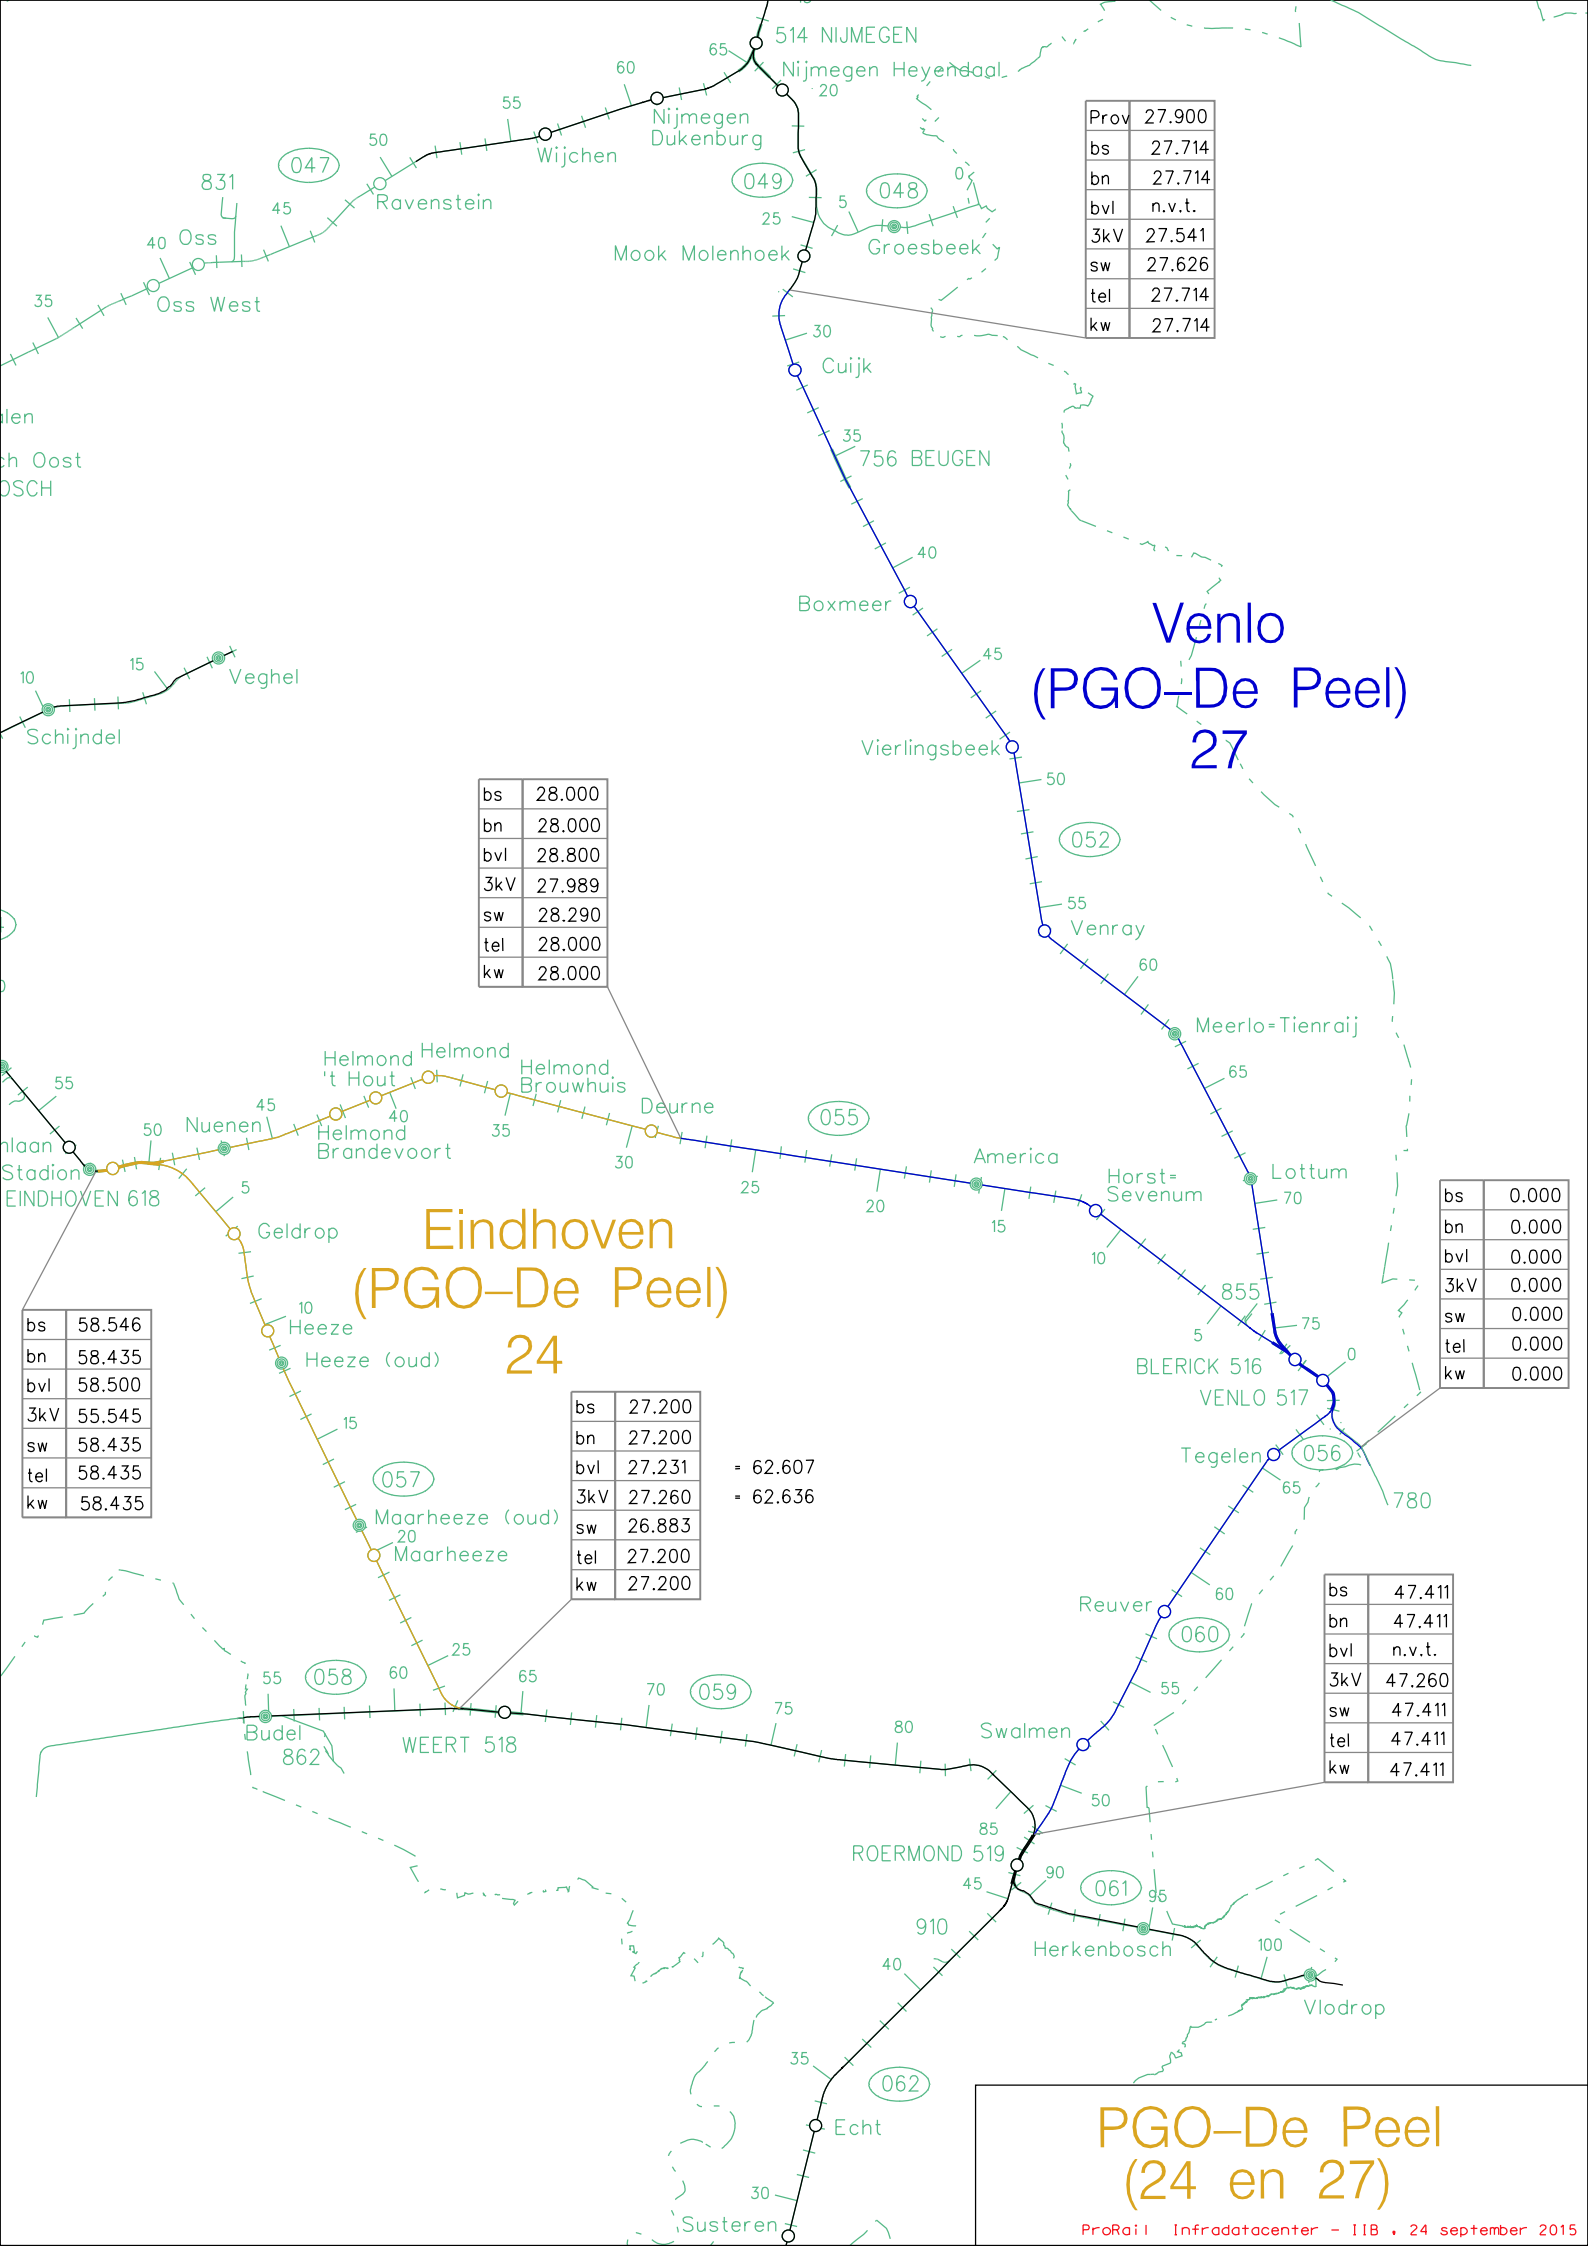 514 NIJMEGEN
65
Nijmegen Heyendaal
60
20
55
Nijmegen
Dukenburg
50
Wijchen
047
831
Ravenstein
45
049
048
0
5
25
40
Oss
Groesbeek
Mook Molenhoek
35
Oss West
Prov 27.900
bs 27.714
bn 27.714
bvl n.v.t.
3kV 27.541
sw 27.626
tel 27.714
kw 27.714
30
Cuijk
alen
ch Oost
OSCH
35
756 BEUGEN
40
Boxmeer
45
Venlo
(PGO-De Peel)
27
10
15
Veghel
Schijndel
Vierlingsbeek
50
052
55
Venray
60
bs 28.000
bn 28.000
bvl 28.800
3kV 27.989
sw 28.290
tel 28.000
kw 28.000
Meerlo=Tienraij
65
Helmond
't Hout
Helmond
Helmond
Brouwhuis
55
Nuenen
45
40
35
Deurne
055
50
Helmond
Brandevoort
30
nlaan
Stadion
EINDHOVEN 618
America
25
20
15
Horst=
Sevenum
Lottum
70
5
Geldrop
Eindhoven
(PGO-De Peel)
24
10
855
5
75
bs 0.000
bn 0.000
bvl 0.000
3kV 0.000
sw 0.000
tel 0.000
kw 0.000
10
Heeze
Heeze (oud)
bs 58.546
bn 58.435
bvl 58.500
3kV 55.545
sw 58.435
tel 58.435
kw 58.435
BLERICK 516
0
VENLO 517
15
057
Tegelen
056
65
780
bs 27.200
bn 27.200
bvl 27.231 = 62.607
3kV 27.260 = 62.636
sw 26.883
tel 27.200
kw 27.200
Maarheeze (oud)
20
Maarheeze
60
Reuver
060
bs 47.411
bn 47.411
bvl n.v.t.
3kV 47.260
sw 47.411
tel 47.411
kw 47.411
25
55
058
60
65
70
059
75
55
Swalmen
80
Budel
862
WEERT 518
50
85
ROERMOND 519
45
90
061
95
910
Herkenbosch
100
40
Vlodrop
35
062
Echt
30
Susteren
PGO-De Peel
(24 en 27)
ProRail Infradatacenter - IIB , 24 september 2015